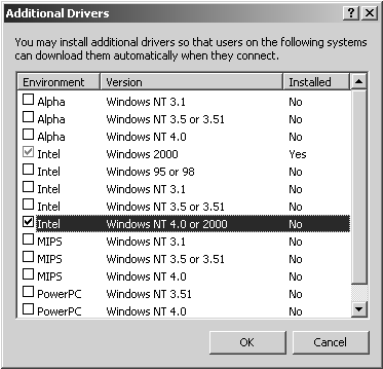 Additional Drivers
You may install additional drivers so that users on the following systems
can download them automatically when they connect.
Environment Version Installed
Alpha Windows NT 3.1 No
Alpha Windows NT 3.5 or 3.51 No
Alpha Windows NT 4.0 No
Intel Windows 2000 Yes
Intel Windows 95 or 98 No
Intel Windows NT 3.1 No
Intel Windows NT 3.5 or 3.51 No
Intel Windows NT 4.0 or 2000 No
MIPS Windows NT 3.1 No
MIPS Windows NT 3.5 or 3.51 No
MIPS Windows NT 4.0 No
PowerPC Windows NT 3.51 No
PowerPC Windows NT 4.0 No
OK Cancel